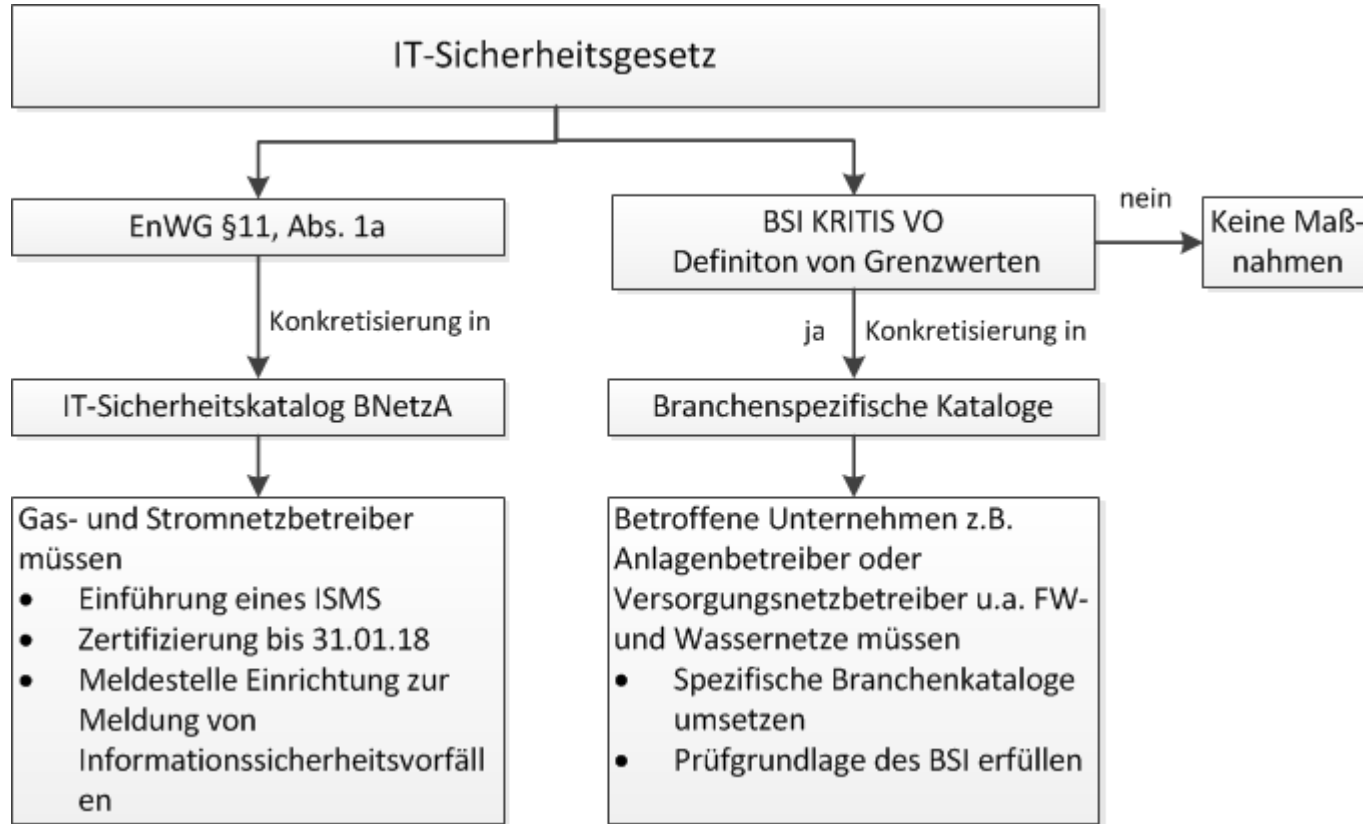 IT-Sicherheitsgesetz
EnWG §11, Abs. 1a
BSI KRITIS VO
Definiton von Grenzwerten
nein
Keine Maß-
nahmen
Konkretisierung in
ja
Konkretisierung in
IT-Sicherheitskatalog BNetzA
Branchenspezifische Kataloge
Gas- und Stromnetzbetreiber
müssen
• Einführung eines ISMS
• Zertifizierung bis 31.01.18
• Meldestelle Einrichtung zur
Meldung von
Informationssicherheitsvorfäll
en
Betroffene Unternehmen z.B.
Anlagenbetreiber oder
Versorgungsnetzbetreiber u.a. FW-
und Wassernetze müssen
• Spezifische Branchenkataloge
umsetzen
• Prüfgrundlage des BSI erfüllen